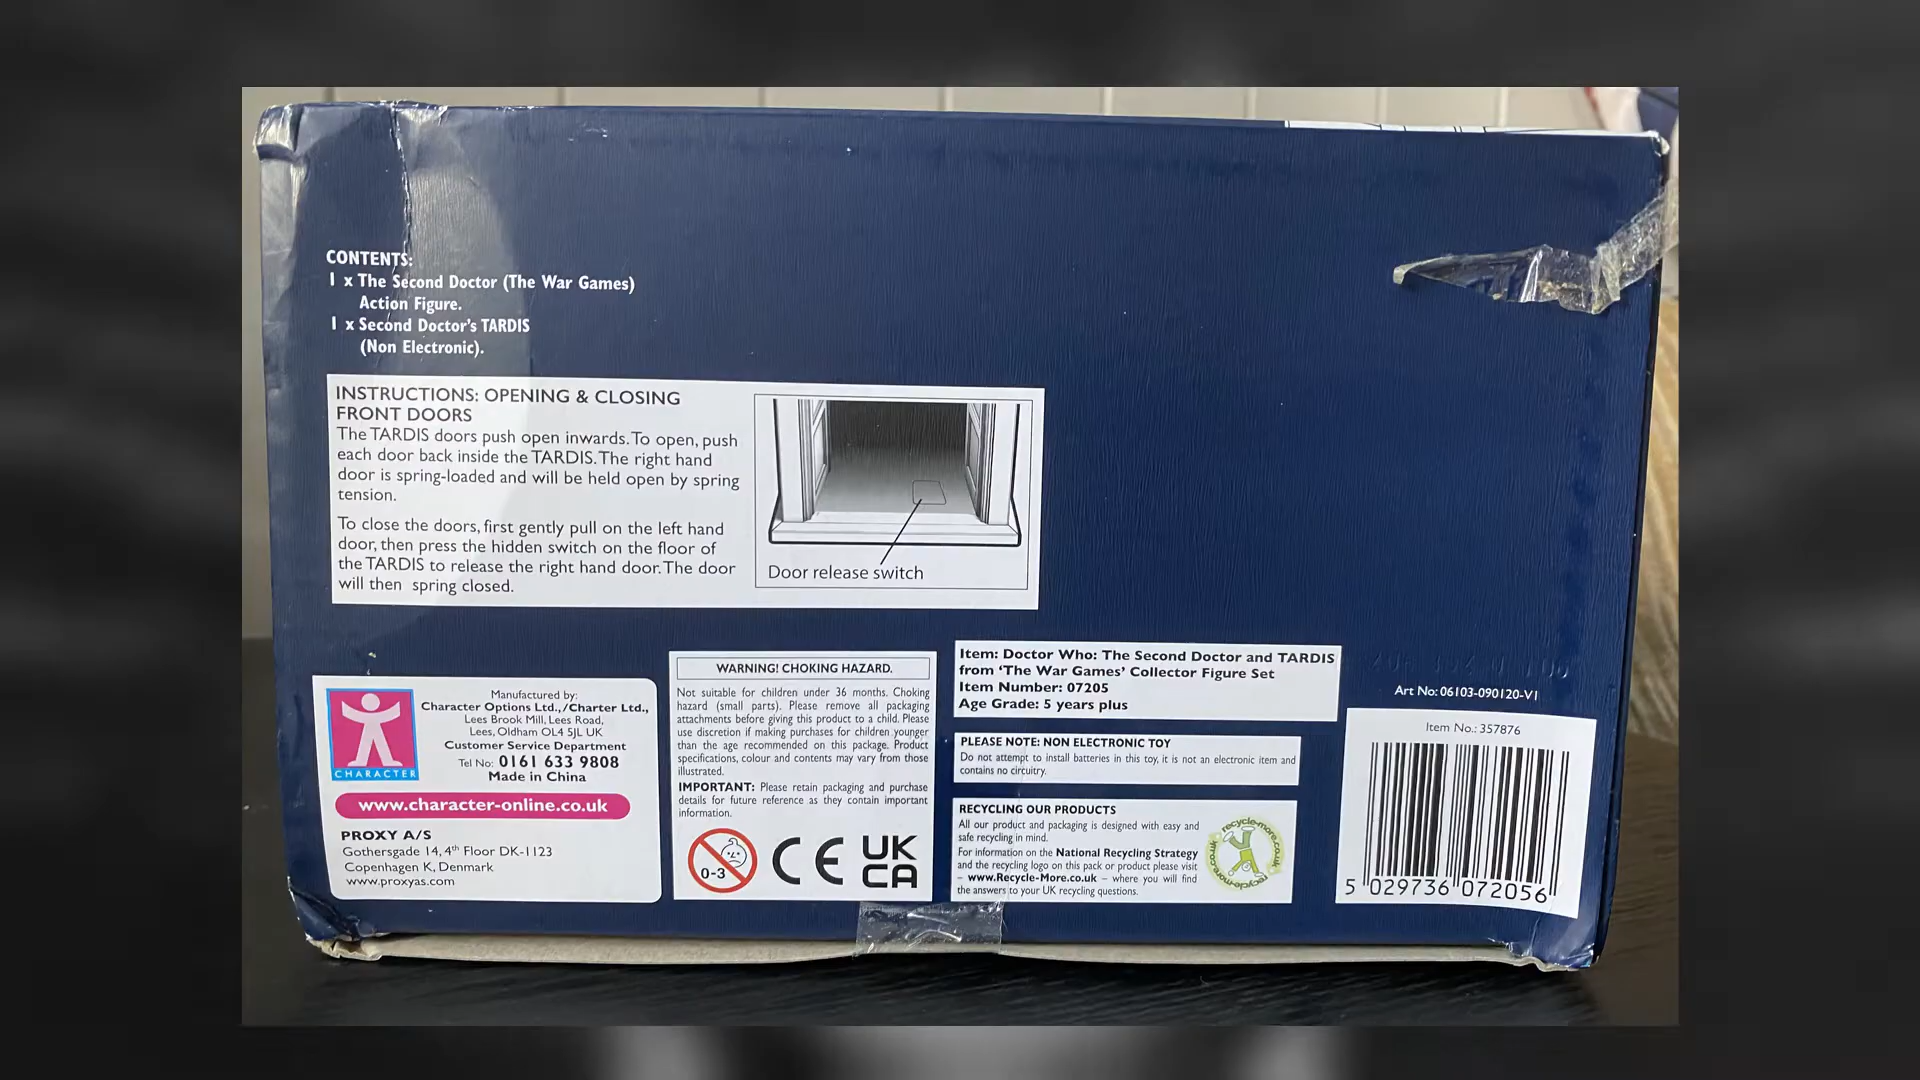 CONTENTS:
1 x The Second Doctor (The War Games)
Action Figure.
1 x Second Doctor's TARDIS
(Non Electronic).
INSTRUCTIONS: OPENING & CLOSING
FRONT DOORS
The TARDIS doors push open inwards. To open, push
each door back inside the TARDIS. The right hand
door is spring-loaded and will be held open by spring
tension.
To close the doors, first gently pull on the left hand
door, then press the hidden switch on the floor of
the TARDIS to release the right hand door. The door
will then spring closed.
Door release switch
Manufactured by:
Character Options Ltd.,/Charter Ltd.,
Lees Brook Mill, Lees Road,
Lees, Oldham OL4 5JL UK
Customer Service Department
Tel No: 0161 633 9808
Made in China
CHARACTER
www.character-online.co.uk
PROXY A/S
Gothersgade 14, 4th Floor DK-1123
Copenhagen K, Denmark
www.proxyas.com
WARNING! CHOKING HAZARD.
Not suitable for children under 36 months. Choking
hazard (small parts). Please remove all packaging
attachments before giving this product to a child. Please
use discretion if making purchases for children younger
than the age recommended on this package. Product
specifications, colour and contents may vary from those
illustrated.
IMPORTANT: Please retain packaging and purchase
details for future reference as they contain important
information.
0-3
CE
UK
CA
Item: Doctor Who: The Second Doctor and TARDIS
from ‘The War Games’ Collector Figure Set
Item Number: 07205
Age Grade: 5 years plus
PLEASE NOTE: NON ELECTRONIC TOY
Do not attempt to install batteries in this toy, it is not an electronic item and
contains no circuitry.
RECYCLING OUR PRODUCTS
All our product and packaging is designed with easy and
safe recycling in mind.
For information on the National Recycling Strategy
and the recycling logo on this pack or product please visit
– www.Recycle-More.co.uk – where you will find
the answers to your UK recycling questions.
recycle-more.co.uk
recycle-more.co.uk
Art No: 06103-090120-V1
Item No.: 357876
5 029736 072056